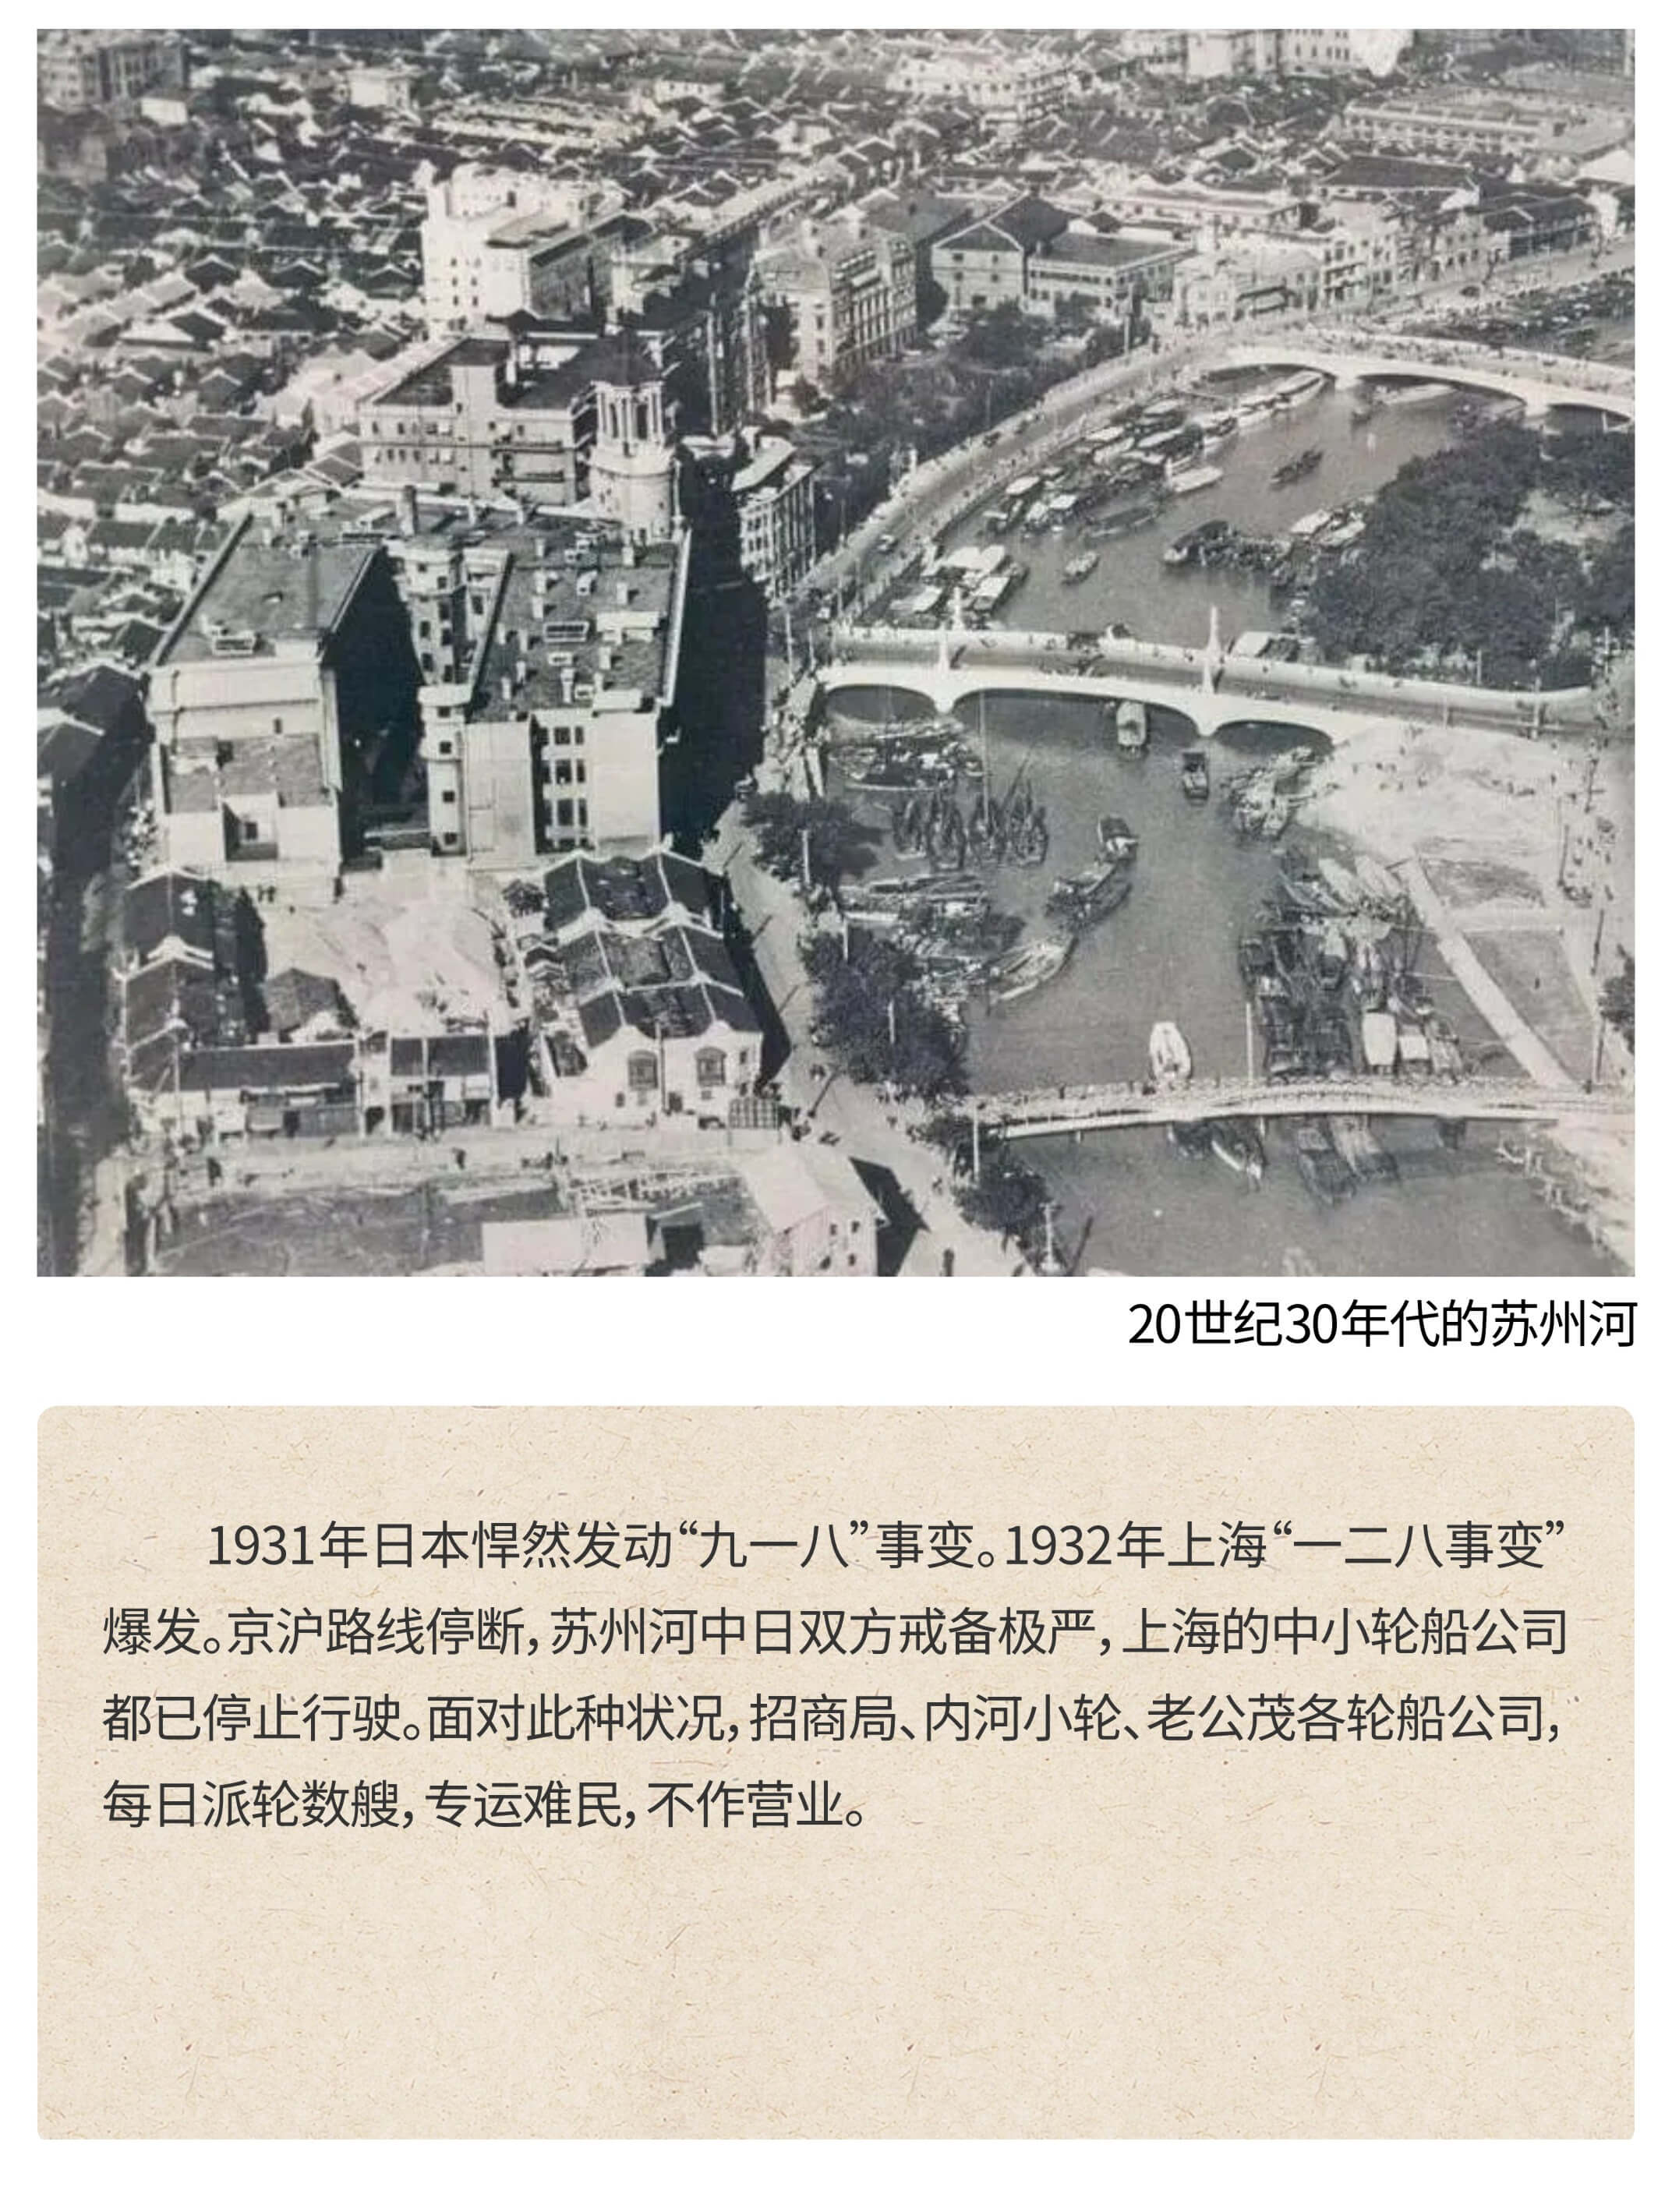 20世纪30年代的苏州河
1931年日本悍然发动“九一八”事变。1932年上海“一二八事变”
爆发。京沪路线停断，苏州河中日双方戒备极严，上海的中小轮船公司
都已停止行驶。面对此种状况，招商局、内河小轮、老公茂各轮船公司，
每日派轮数艘，专运难民，不作营业。